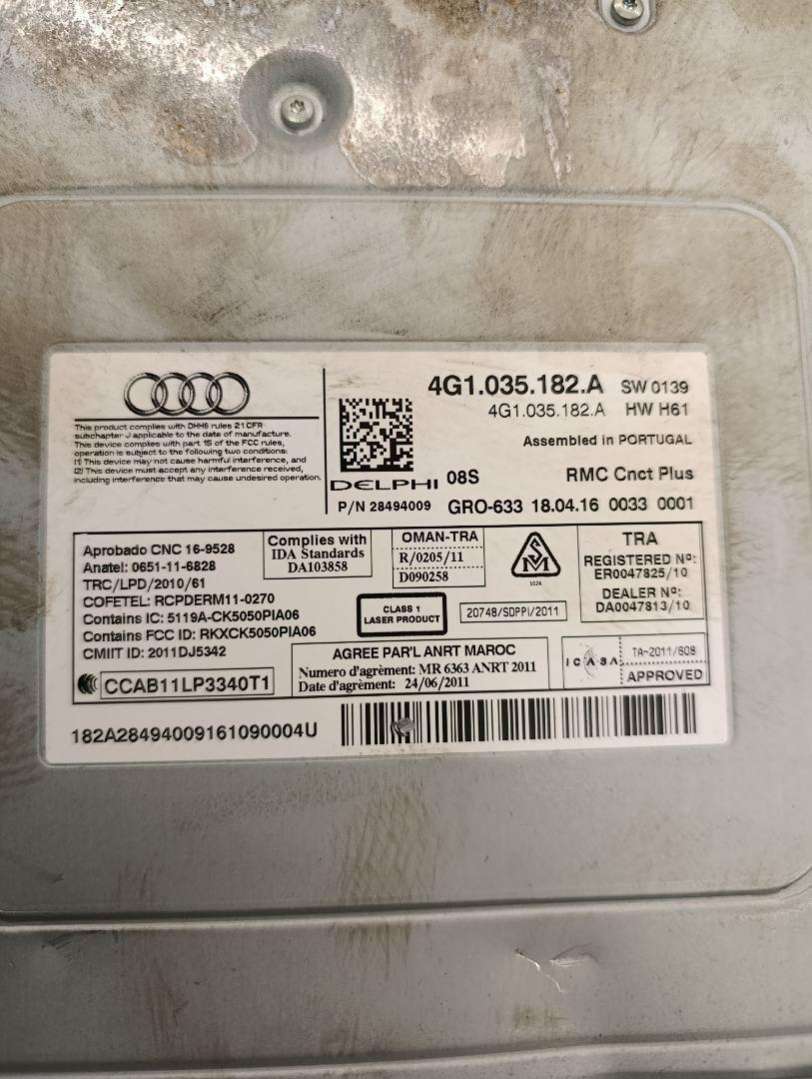 This product complies with DHHS rules 21 CFR
subchapter J applicable to the date of manufacture.
This device complies with part 15 of the FCC rules,
operation is subject to the following two conditions:
(1) This device may not cause harmful interference, and
(2) This device must accept any interference received,
including interference that may cause undesired operation.
4G1.035.182.A SW 0139
4G1.035.182.A HW H61
Assembled in PORTUGAL
DELPHI 08S RMC Cnct Plus
P/N 28494009 GRO-633 18.04.16 0033 0001
Aprobado CNC 16-9528
Anatel: 0651-11-6828
TRC/LPD/2010/61
COFETEL: RCPDERM11-0270
Contains IC: 5119A-CK5050PIA06
Contains FCC ID: RKXCK5050PIA06
CMIIT ID: 2011DJ5342
CCAB11LP3340T1
Complies with
IDA Standards
DA103858
OMAN-TRA
R/0205/11
D090258
CLASS 1
LASER PRODUCT
20748/SDPPI/2011
TRA
REGISTERED Nº:
ER0047825/10
DEALER Nº:
DA0047813/10
AGREE PAR'L ANRT MAROC
Numero d'agrément: MR 6363 ANRT 2011
Date d'agrément: 24/06/2011
ICASA
TA-2011/608
APPROVED
182A28494009161090004U